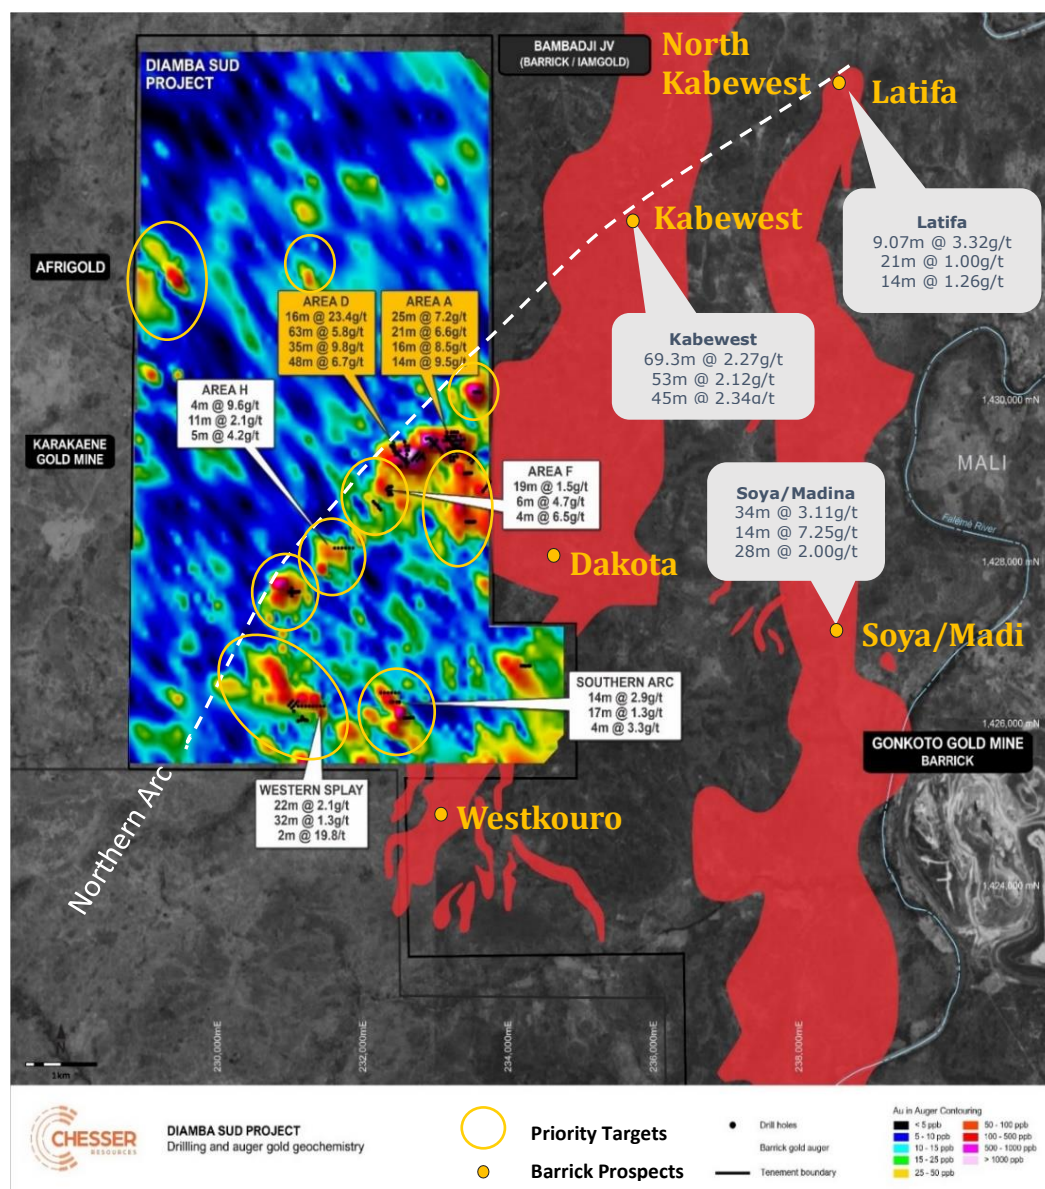 DIAMBA SUD
PROJECT
BAMBADJI JV
(BARRICK / IAMGOLD)
North
Kabewest
Latifa
Kabewest
Latifa
9.07m @ 3.32g/t
21m @ 1.00g/t
14m @ 1.26g/t
AFRIGOLD
AREA D
16m @ 23.4g/t
63m @ 5.8g/t
35m @ 9.8g/t
48m @ 6.7g/t
AREA A
25m @ 7.2g/t
21m @ 6.6g/t
16m @ 8.5g/t
14m @ 9.5g/t
Kabewest
69.3m @ 2.27g/t
53m @ 2.12g/t
45m @ 2.34g/t
AREA H
4m @ 9.6g/t
11m @ 2.1g/t
5m @ 4.2g/t
1,430,000 mN
KARAKAENE
GOLD MINE
MALI
AREA F
19m @ 1.5g/t
6m @ 4.7g/t
4m @ 6.5g/t
Soya/Madina
34m @ 3.11g/t
14m @ 7.25g/t
28m @ 2.00g/t
Falémé River
Dakota
1,428,000 mN
Soya/Madi
SOUTHERN ARC
14m @ 2.9g/t
17m @ 1.3g/t
4m @ 3.3g/t
1,426,000 mN
GONKOTO GOLD MINE
BARRICK
WESTERN SPLAY
22m @ 2.1g/t
32m @ 1.3g/t
2m @ 19.8/t
Westkouro
Northern Arc
1,424,000 mN
230,000mE
232,000mE
234,000mE
236,000mE
238,000mE
N
1km
CHESSER
RESOURCES
DIAMBA SUD PROJECT
Drilling and auger gold geochemistry
Priority Targets
Barrick Prospects
Drill holes
Barrick gold auger
Tenement boundary
Au in Auger Contouring
< 5 ppb
5 - 10 ppb
10 - 15 ppb
15 - 25 ppb
25 - 50 ppb
50 - 100 ppb
100 - 500 ppb
500 - 1000 ppb
> 1000 ppb